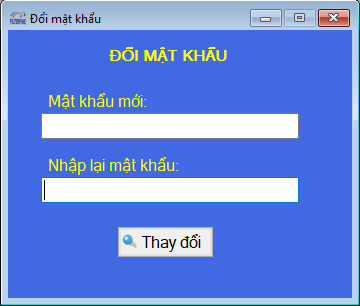 Đổi mật khẩu
ĐỔI MẬT KHẨU
Mật khẩu mới:
Nhập lại mật khẩu:
Thay đổi